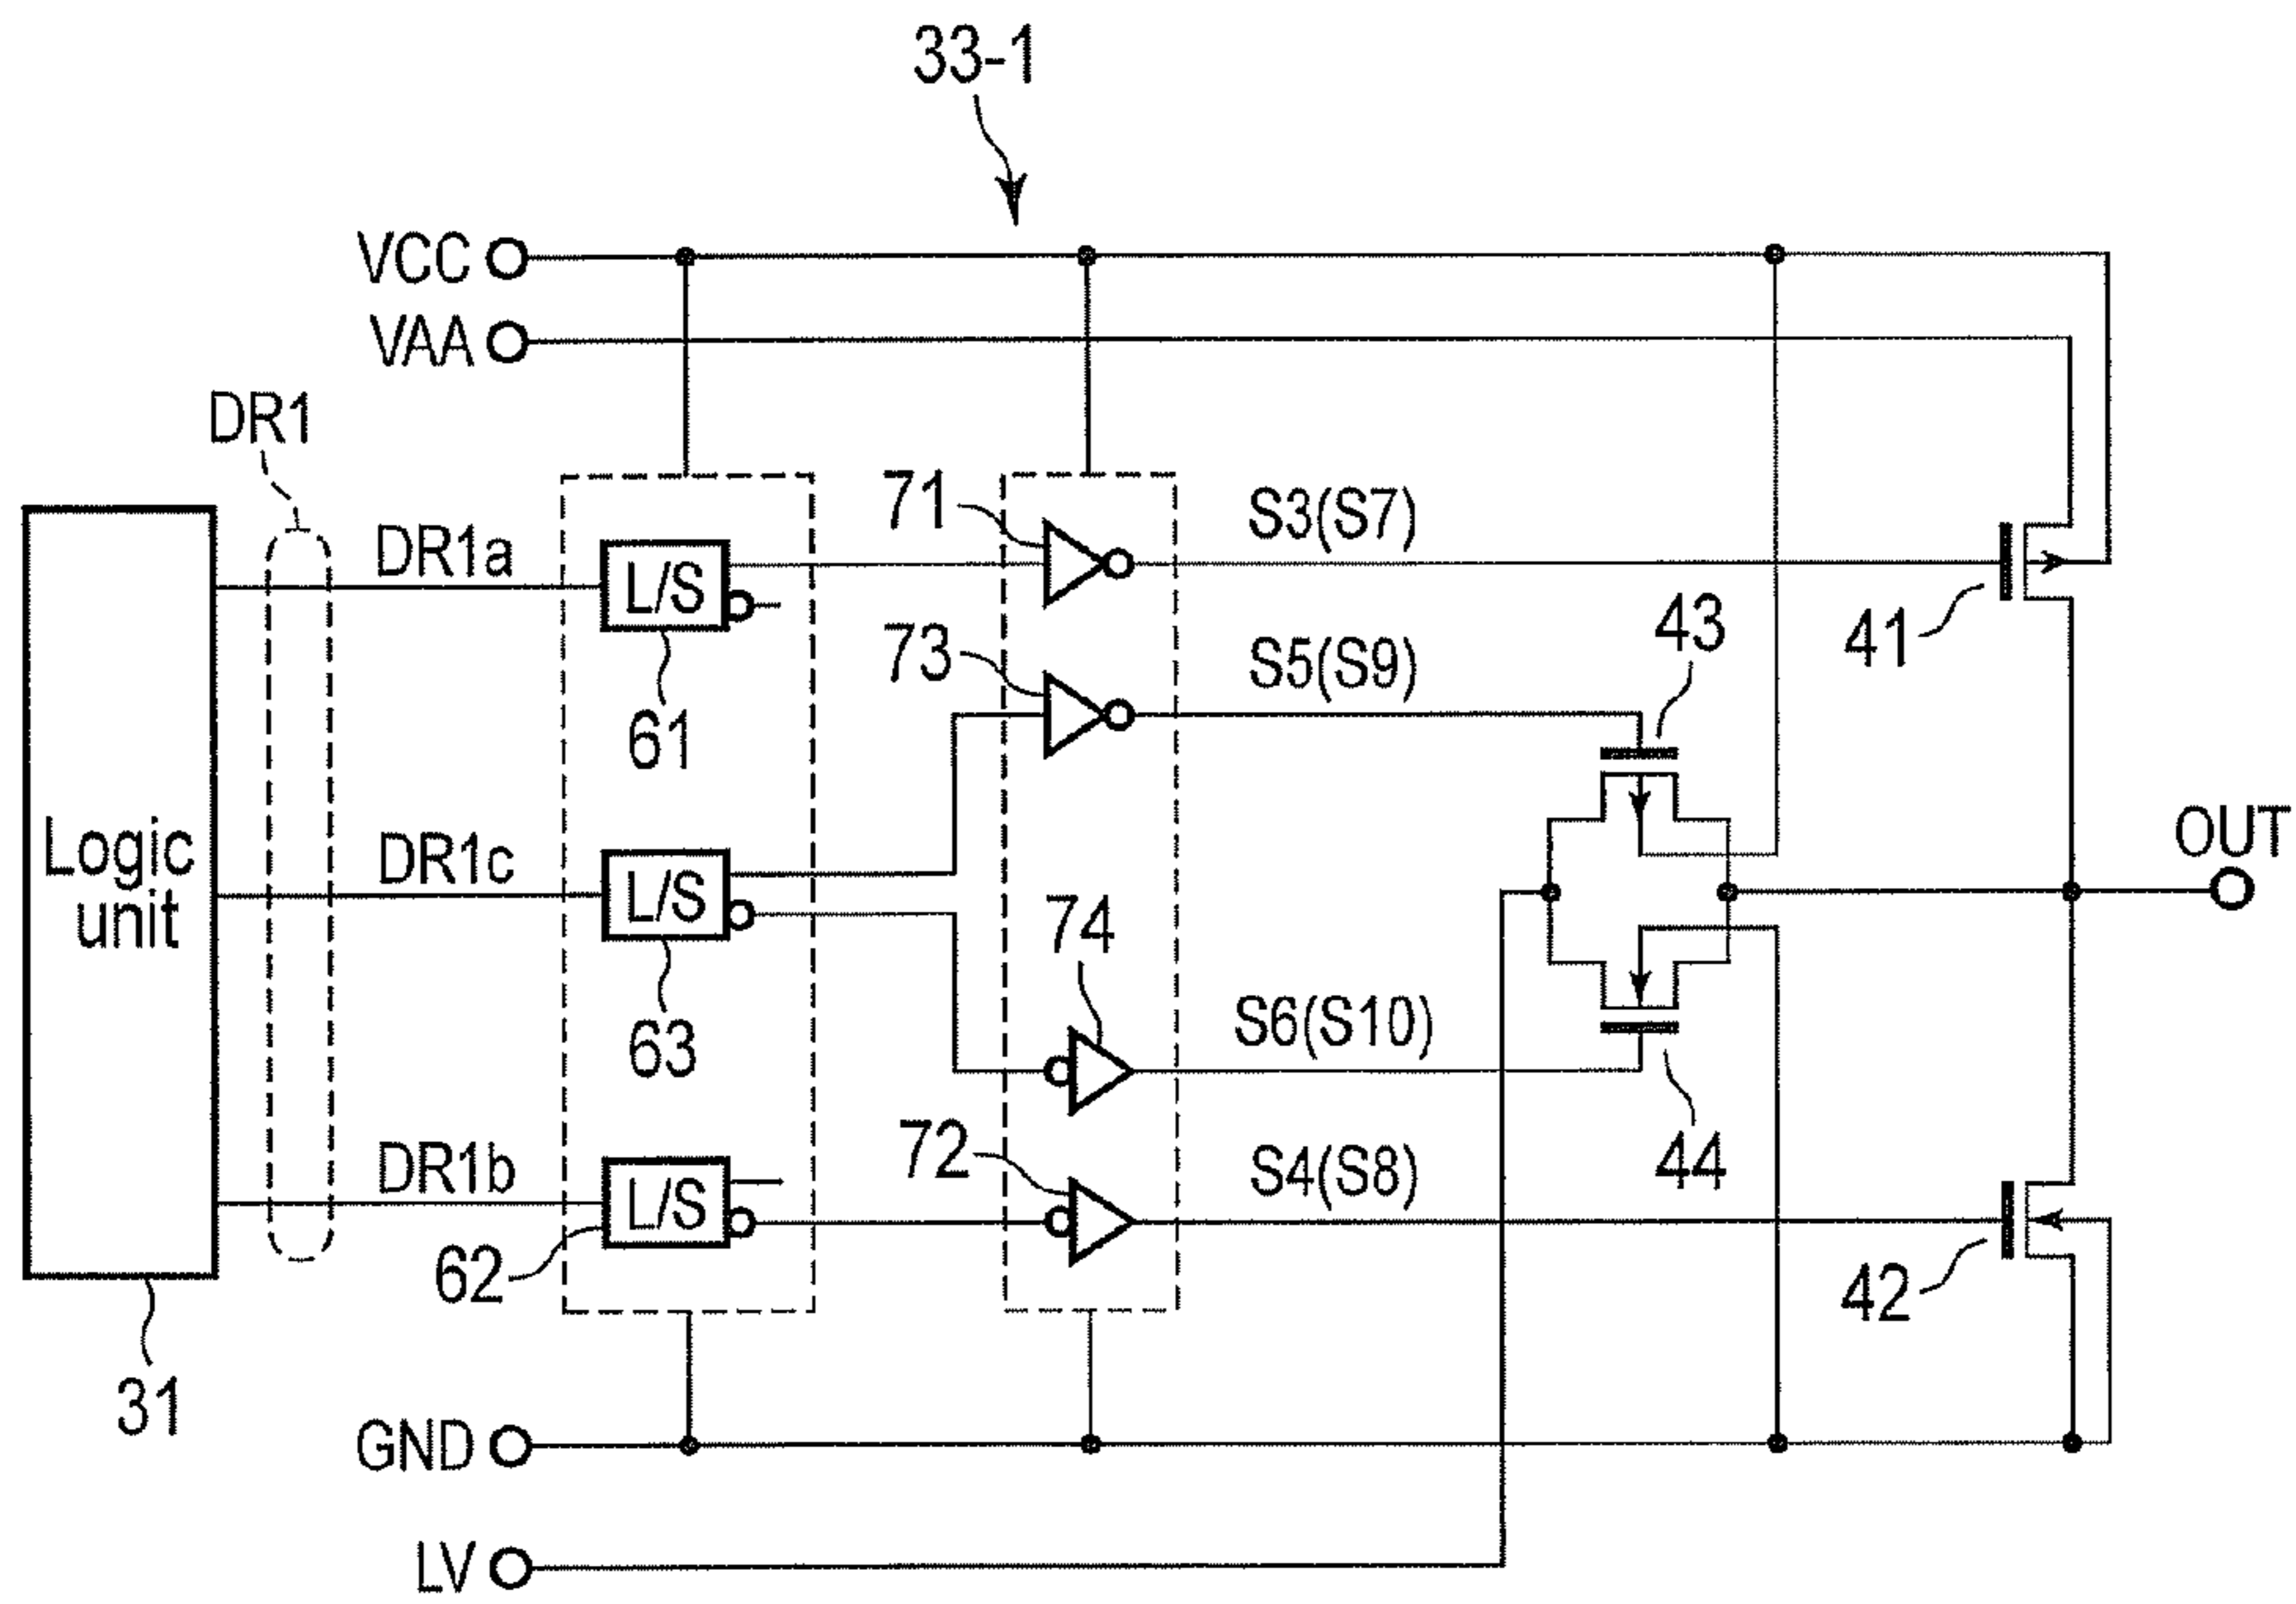 33-1
VCC
VAA
DR1
71
S3(S7)
DR1a
L/S
43
41
73
S5(S9)
61
OUT
Logic
unit
DR1c
L/S
74
63
S6(S10)
72
44
DR1b
L/S
S4(S8)
62
42
31
GND
LV